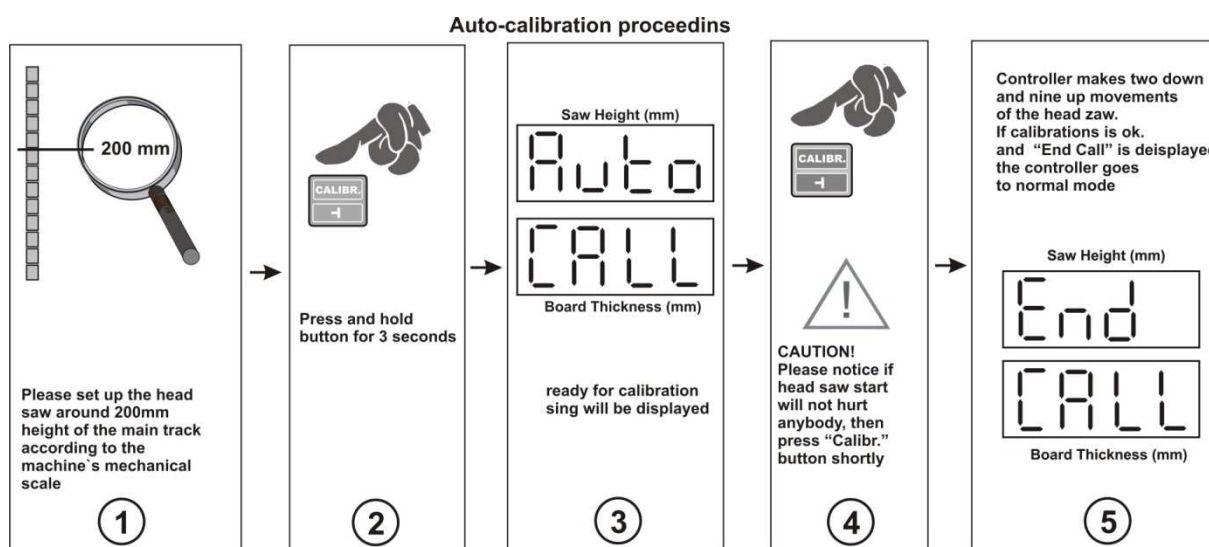 Auto-calibration proceedins
200 mm
Please set up the head
saw around 200mm
height of the main track
according to the
machine`s mechanical
scale
1
CALIBR.
Press and hold
button for 3 seconds
2
Saw Height (mm)
Auto
CALL
Board Thickness (mm)
ready for calibration
sing will be displayed
3
CALIBR.
!
CAUTION!
Please notice if
head saw start
will not hurt
anybody, then
press “Calibr.”
button shortly
4
Controller makes two down
and nine up movements
of the head zaw.
If calibrations is ok.
and “End Call” is deisplayed
the controller goes
to normal mode
Saw Height (mm)
End
CALL
Board Thickness (mm)
5